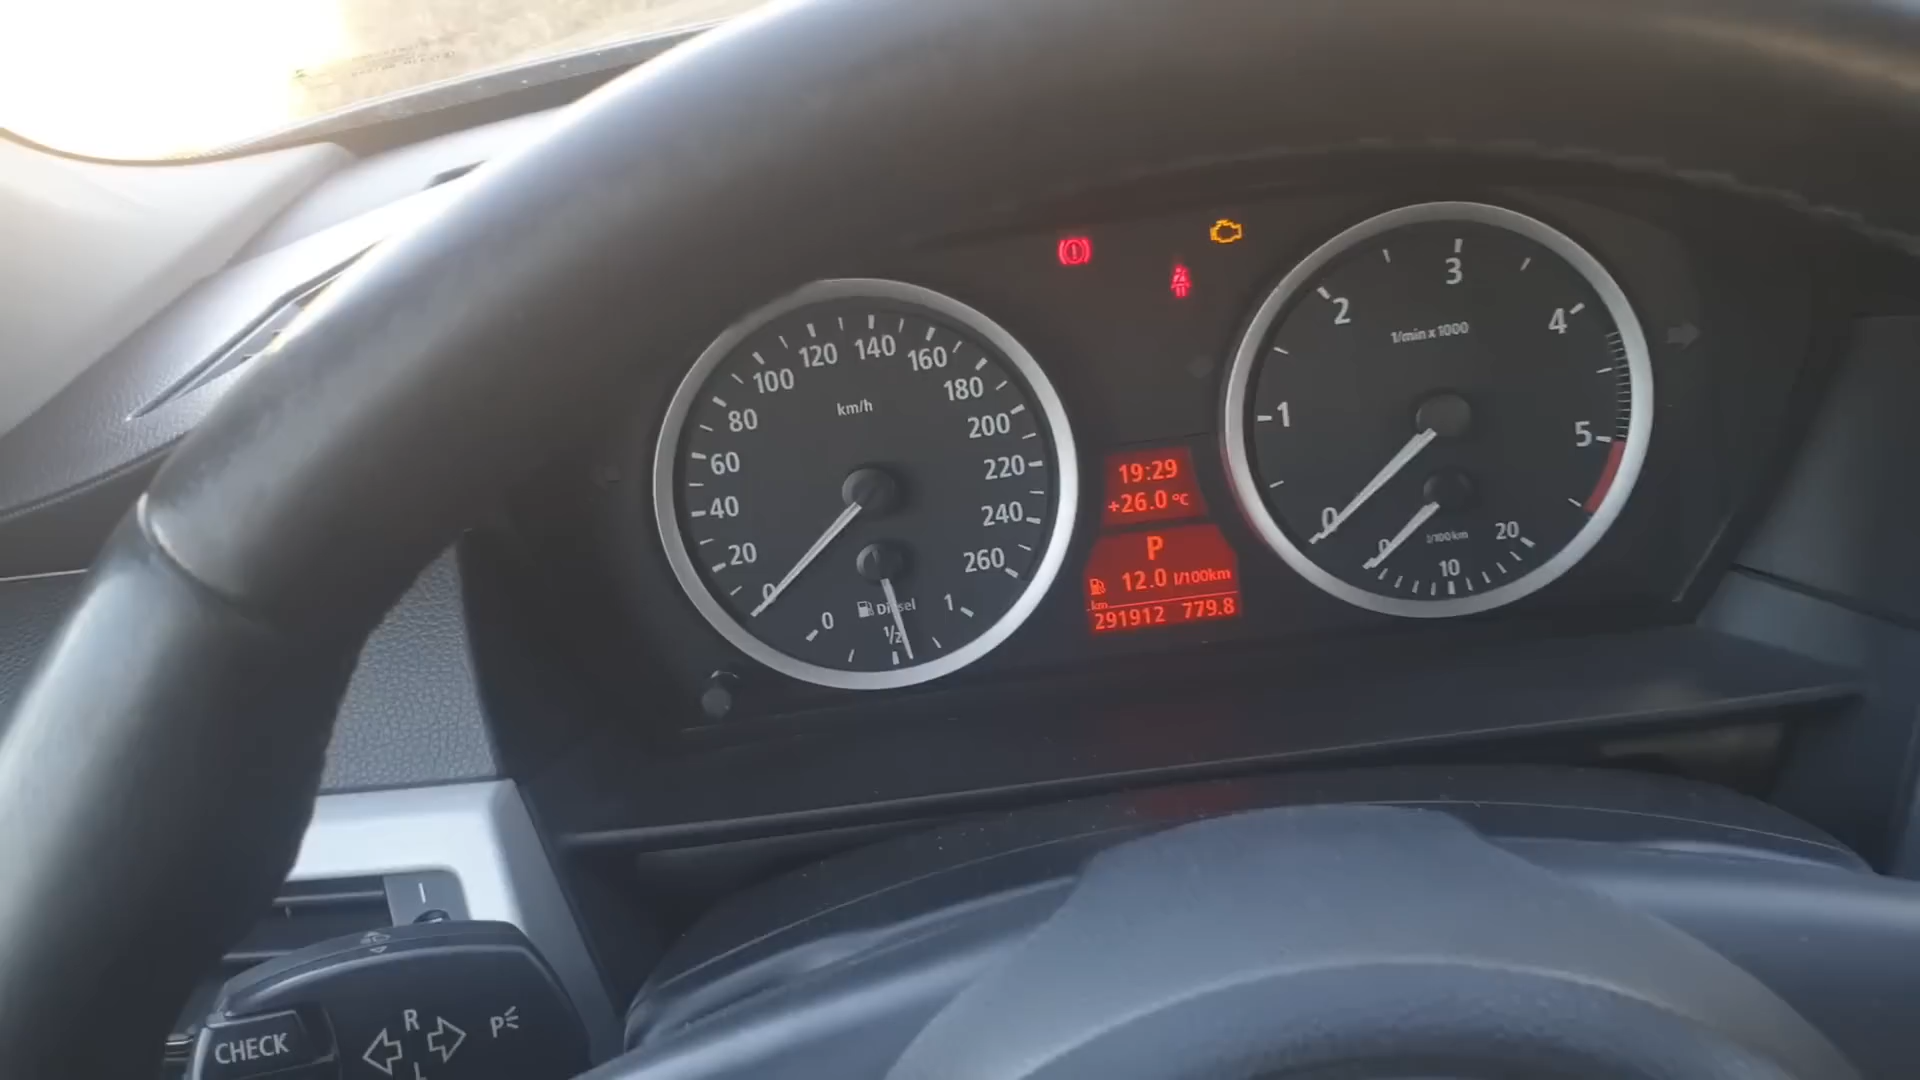 0
20
40
60
80
100
120
140
160
180
200
220
240
260
km/h
0
Diesel
1/2
1
19:29
+26.0 °C
P
12.0 l/100km
km
291912 779.8
0
1
2
3
4
5
1/min x 1000
0
l/100km
10
20
CHECK
R
P
L